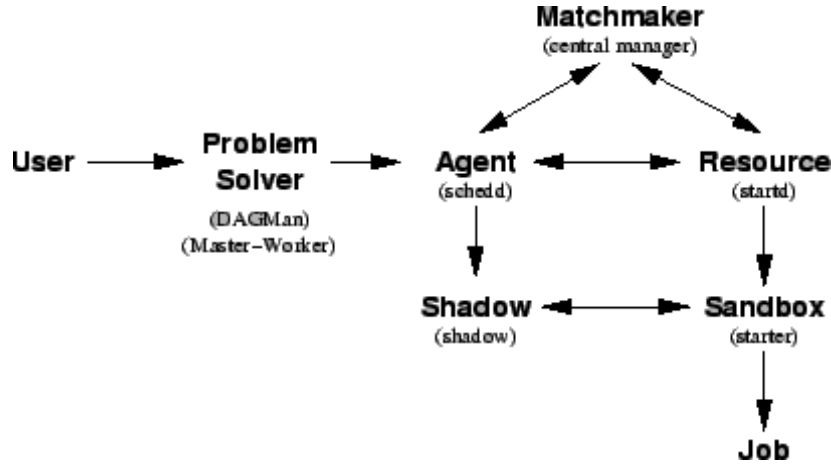 Matchmaker
(central manager)
User
Problem
Solver
(DAGMan)
(Master-Worker)
Agent
(schedd)
Resource
(startd)
Shadow
(shadow)
Sandbox
(starter)
Job